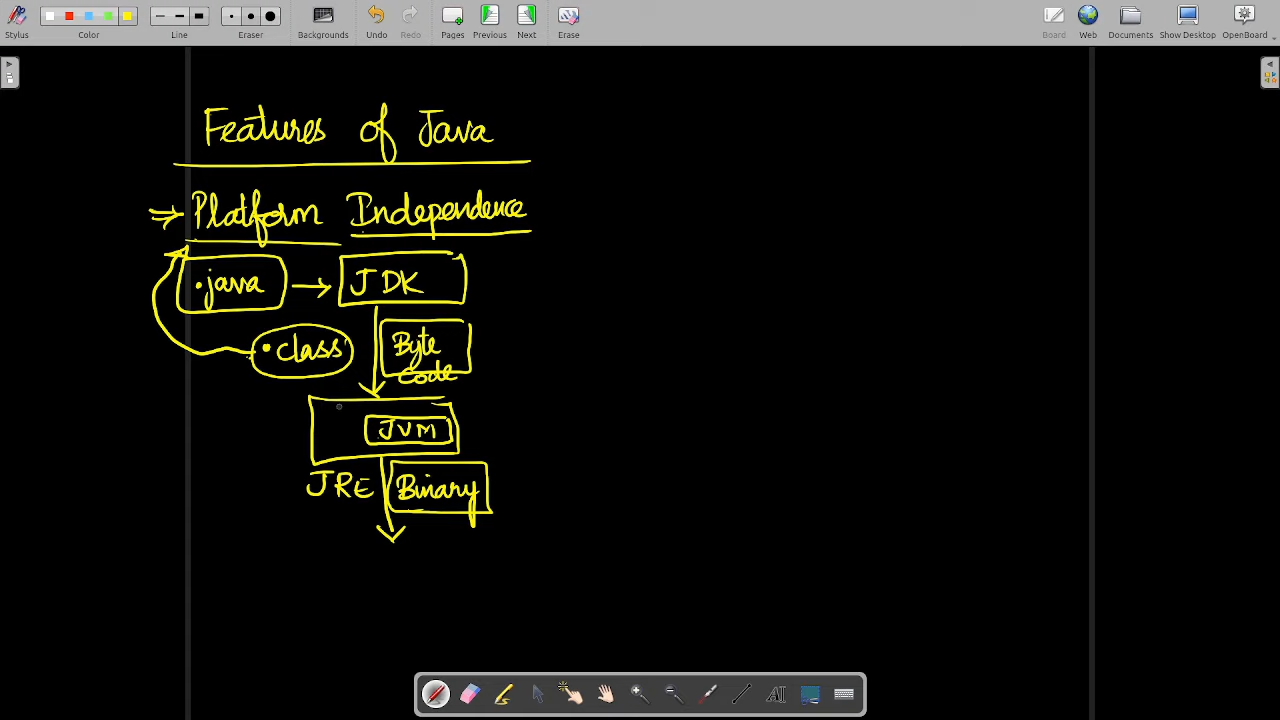 Stylus Color Line Eraser Backgrounds Undo Redo Pages Previous Next Erase Board Web Documents Show Desktop OpenBoard
Features of Java
⇒ Platform Independence
.java → JDK
.class Byte
Code
JVM
JRE Binary
AI